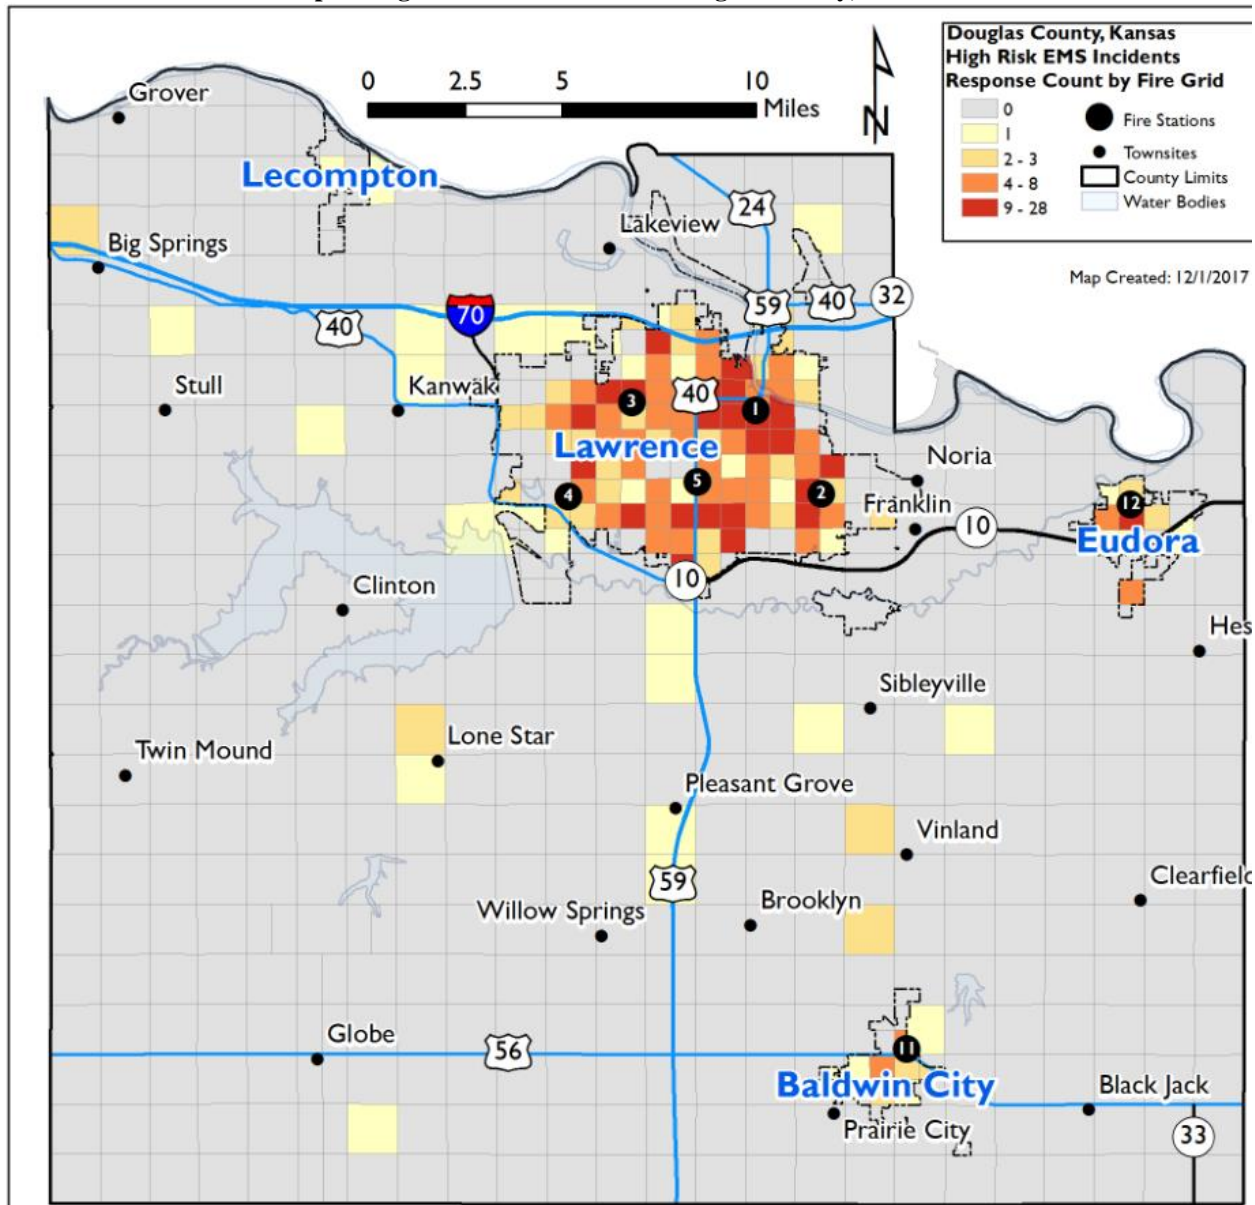 Douglas County, Kansas
High Risk EMS Incidents
Response Count by Fire Grid
0
1
2 - 3
4 - 8
9 - 28
Fire Stations
Townsites
County Limits
Water Bodies
Map Created: 12/1/2017
0 2.5 5 10
Miles
N
Grover
Lecompton
Big Springs
Lakeview
24
59
40
32
70
40
Stull
Kanwak
40
3
1
Lawrence
Noria
4
5
2
Franklin
12
10
Eudora
10
Clinton
Hes
Sibleyville
Twin Mound
Lone Star
Pleasant Grove
Vinland
59
Clearfield
Willow Springs
Brooklyn
Globe
56
11
Baldwin City
Black Jack
Prairie City
33